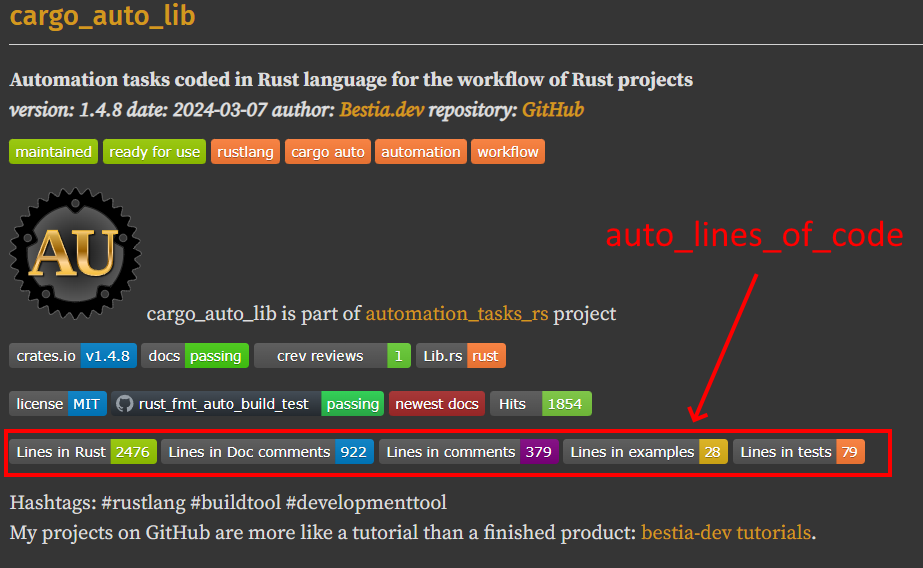 cargo_auto_lib
Automation tasks coded in Rust language for the workflow of Rust projects
version: 1.4.8 date: 2024-03-07 author: Bestia.dev repository: GitHub
maintained ready for use rustlang cargo auto automation workflow
auto_lines_of_code
AU
cargo_auto_lib is part of automation_tasks_rs project
crates.io v1.4.8 docs passing crev reviews 1 Lib.rs rust
license MIT rust_fmt_auto_build_test passing newest docs Hits 1854
Lines in Rust 2476 Lines in Doc comments 922 Lines in comments 379 Lines in examples 28 Lines in tests 79
Hashtags: #rustlang #buildtool #developmenttool
My projects on GitHub are more like a tutorial than a finished product: bestia-dev tutorials.